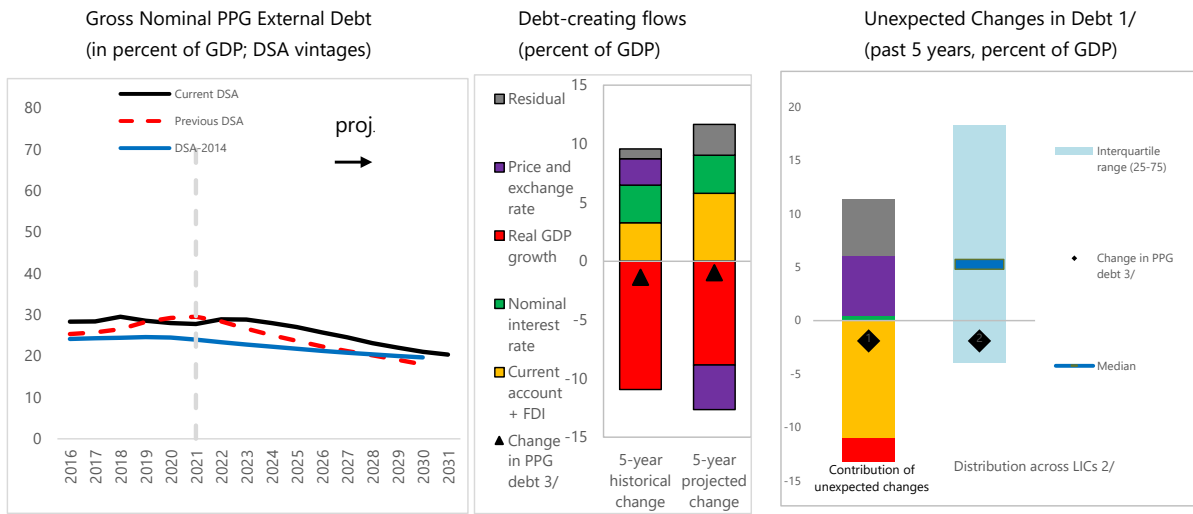 Gross Nominal PPG External Debt
(in percent of GDP; DSA vintages)
Current DSA
Previous DSA
DSA-2014
proj.
80
70
60
50
40
30
20
10
0
2016
2017
2018
2019
2020
2021
2022
2023
2024
2025
2026
2027
2028
2029
2030
2031
Debt-creating flows
(percent of GDP)
Residual
Price and
exchange
rate
Real GDP
growth
Nominal
interest
rate
Current
account
+ FDI
Change
in PPG
debt 3/
15
10
5
0
-5
-10
-15
5-year
historical
change
5-year
projected
change
Unexpected Changes in Debt 1/
(past 5 years, percent of GDP)
20
15
10
5
0
-5
-10
-15
1
2
Interquartile
range (25-75)
Change in PPG
debt 3/
Median
Contribution of
unexpected changes
Distribution across LICs 2/